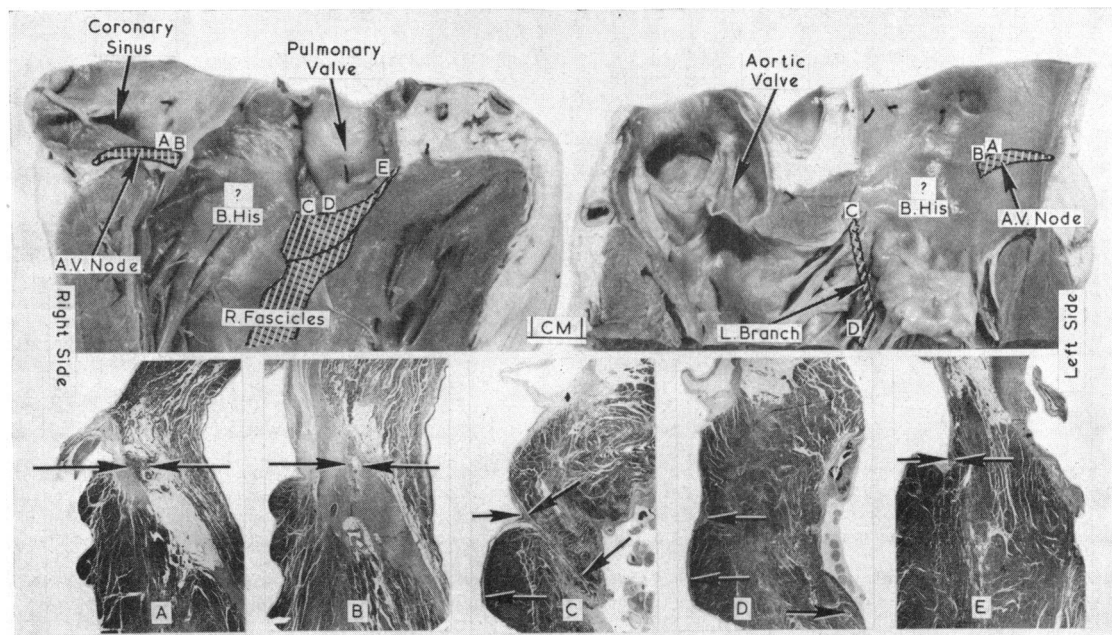 Coronary
Sinus
Pulmonary
Valve
A B
E
?
B.His
C D
A.V. Node
R. Fascicles
Right Side
CM
Aortic
Valve
A
B
?
B.His
C
A.V. Node
L. Branch
D
Left Side
A
B
C
D
E